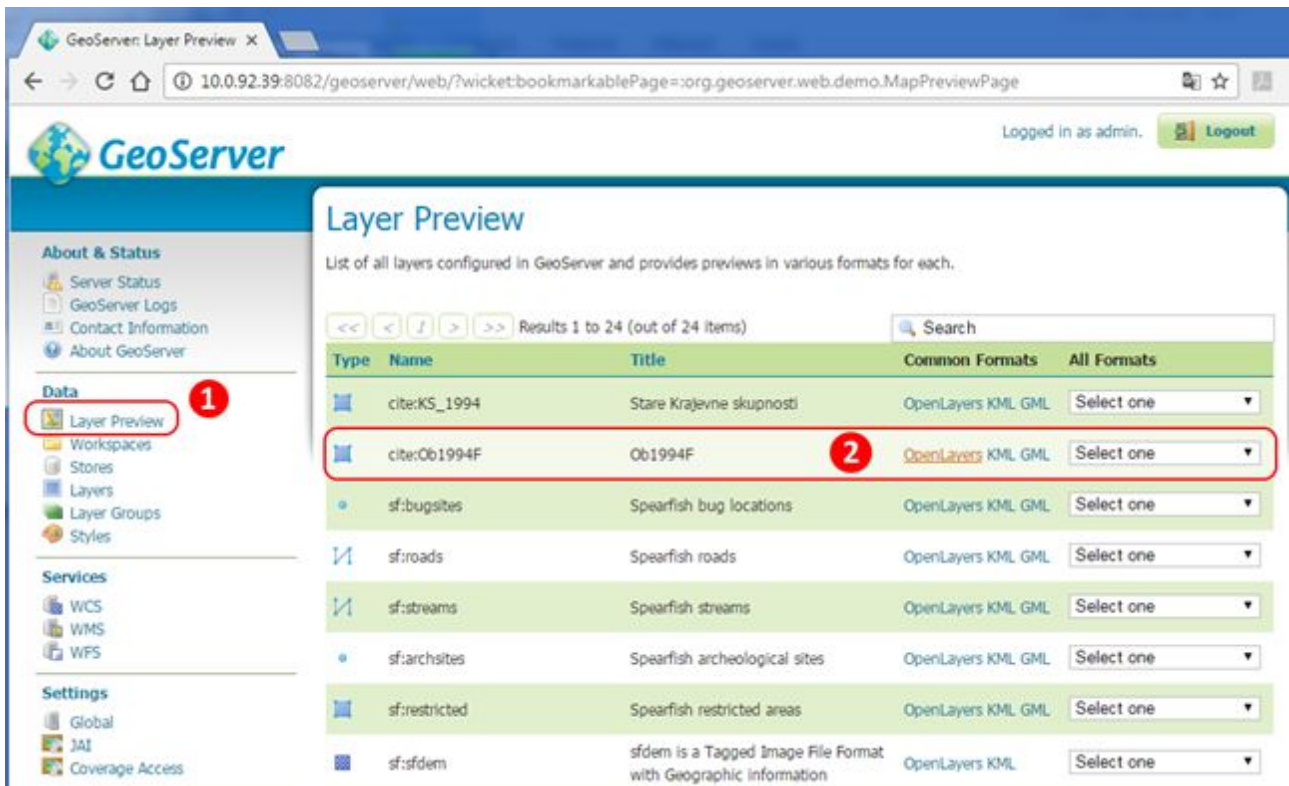 GeoServer: Layer Preview
10.0.92.39:8082/geoserver/web/?wicket:bookmarkablePage=:org.geoserver.web.demo.MapPreviewPage
GeoServer
Logged in as admin.
Logout
About & Status
Server Status
GeoServer Logs
Contact Information
About GeoServer
Data
1
Layer Preview
Workspaces
Stores
Layers
Layer Groups
Styles
Services
WCS
WMS
WFS
Settings
Global
JAI
Coverage Access
Layer Preview
List of all layers configured in GeoServer and provides previews in various formats for each.
<< < 1 > >> Results 1 to 24 (out of 24 items) Search
Type Name Title Common Formats All Formats
cite:KS_1994 Stare Krajevne skupnosti OpenLayers KML GML Select one
cite:Ob1994F Ob1994F 2 OpenLayers KML GML Select one
sf:bugsites Spearfish bug locations OpenLayers KML GML Select one
sf:roads Spearfish roads OpenLayers KML GML Select one
sf:streams Spearfish streams OpenLayers KML GML Select one
sf:archsites Spearfish archeological sites OpenLayers KML GML Select one
sf:restricted Spearfish restricted areas OpenLayers KML GML Select one
sf:sfdem sfdem is a Tagged Image File Format OpenLayers KML Select one
with Geographic information